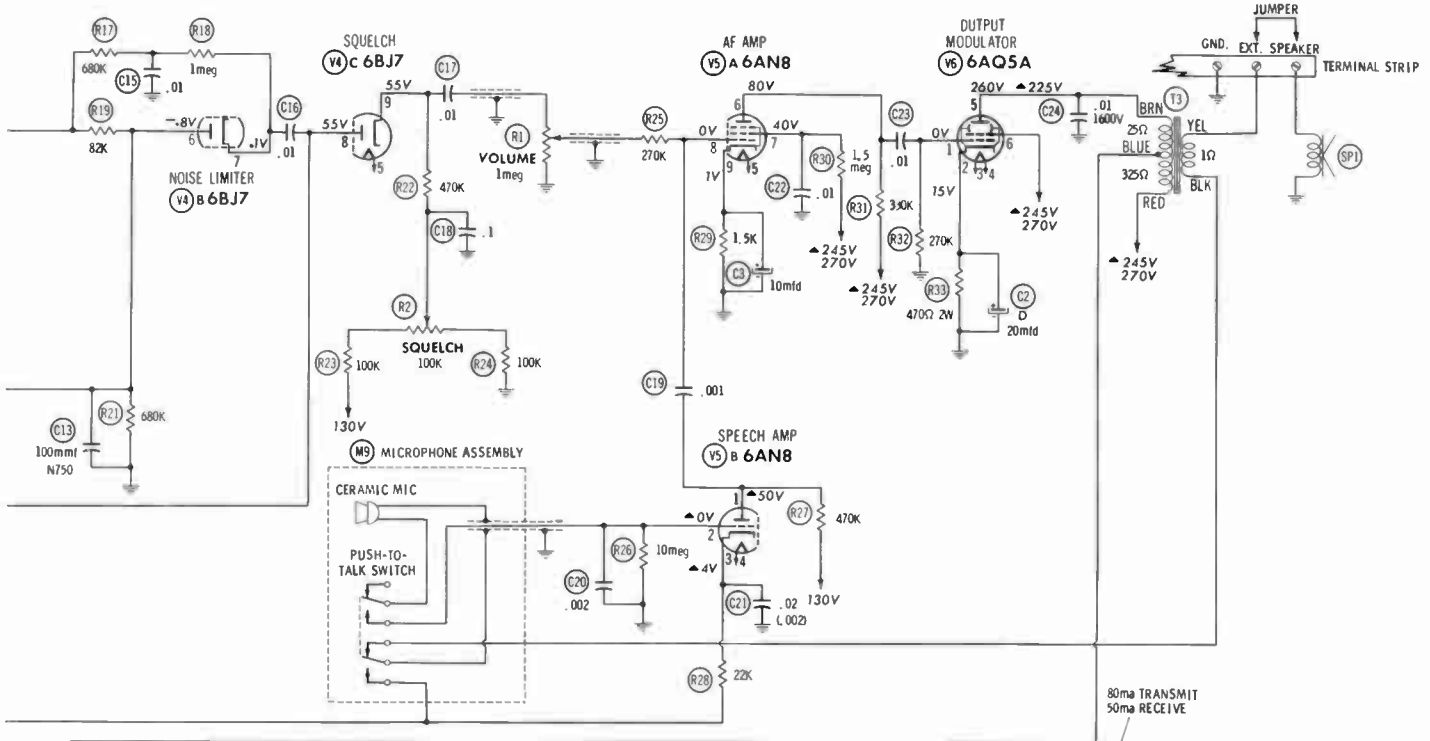 R17
680K
R18
1meg
C15
.01
R19
82K
-.8V
6
.1V
7
NOISE LIMITER
V4 B 6BJ7
C16
.01
SQUELCH
V4 C 6BJ7
55V
8
55V
9
5
C17
.01
R22
470K
C18
.1
R1
VOLUME
1meg
R25
270K
R2
SQUELCH
100K
R23
100K
R24
100K
130V
AF AMP
V5 A 6AN8
80V
6
0V
8
40V
7
9
5
1V
R29
1.5K
C3
10mfd
C22
.01
R30
1.5
meg
▲245V
270V
R31
330K
▲245V
270V
C23
.01
R32
270K
DUTPUT
MODULATOR
V6 6AQ5A
260V
▲225V
5
0V
1
6
2
3
4
15V
R33
470Ω 2W
C2
D
20mfd
▲245V
270V
C24
.01
1600V
BRN
25Ω
BLUE
325Ω
RED
▲245V
270V
T3
YEL
1Ω
BLK
JUMPER
GND.
EXT. SPEAKER
TERMINAL STRIP
SP1
C13
100mmf
N750
R21
680K
C19
.001
M9 MICROPHONE ASSEMBLY
CERAMIC MIC
PUSH-TO-
TALK SWITCH
SPEECH AMP
V5 B 6AN8
1
▲50V
▲0V
2
3
4
▲4V
R27
470K
130V
C20
.002
R26
10meg
C21
.02
(.002)
R28
22K
80ma TRANSMIT
50ma RECEIVE